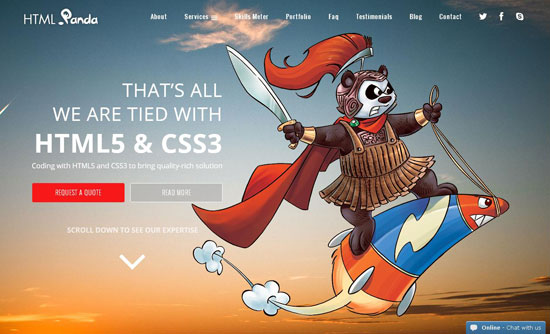 HTML Panda
About Services Skills Meter Portfolio Faq Testimonials Blog Contact
THAT'S ALL
WE ARE TIED WITH
HTML5 & CSS3
Coding with HTML5 and CSS3 to bring quality-rich solution
REQUEST A QUOTE READ MORE
SCROLL DOWN TO SEE OUR EXPERTISE
Online - Chat with us